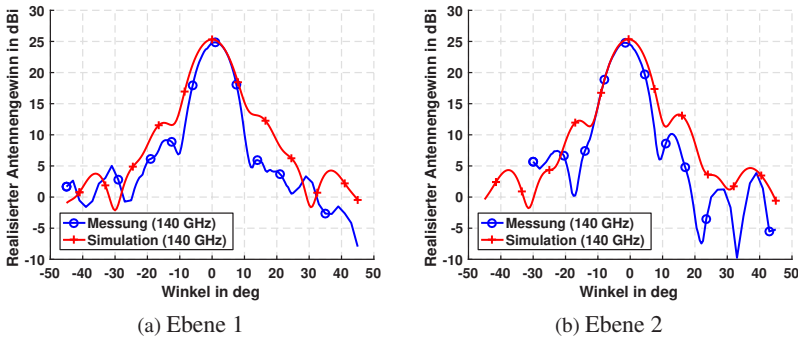 Realisierter Antennengewinn in dBi
30
25
20
15
10
5
0
-5
-10
Messung (140 GHz)
Simulation (140 GHz)
-50 -40 -30 -20 -10 0 10 20 30 40 50
Winkel in deg
(a) Ebene 1
Realisierter Antennengewinn in dBi
30
25
20
15
10
5
0
-5
-10
Messung (140 GHz)
Simulation (140 GHz)
-50 -40 -30 -20 -10 0 10 20 30 40 50
Winkel in deg
(b) Ebene 2